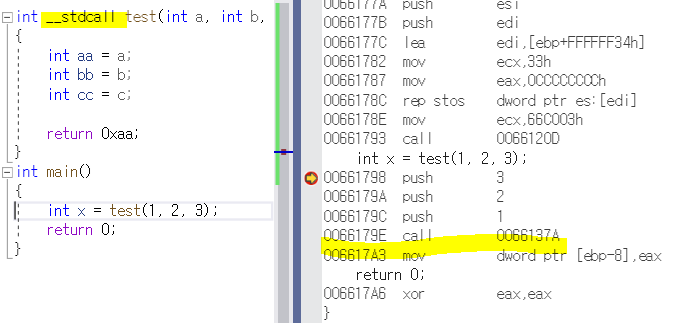 int __stdcall test(int a, int b,
{
int aa = a;
int bb = b;
int cc = c;
return 0xaa;
}
int main()
{
int x = test(1, 2, 3);
return 0;
}
0066177A push esi
0066177B push edi
0066177C lea edi,[ebp+FFFFFF34h]
00661782 mov ecx,33h
00661787 mov eax,0CCCCCCCCh
0066178C rep stos dword ptr es:[edi]
0066178E mov ecx,66C003h
00661793 call 0066120D
int x = test(1, 2, 3);
00661798 push 3
0066179A push 2
0066179C push 1
0066179E call 0066137A
006617A3 mov dword ptr [ebp-8],eax
return 0;
006617A6 xor eax,eax
}